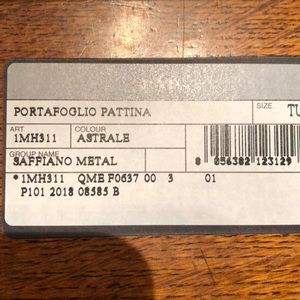 PORTAFOGLIO PATTINA
SIZE TU
ART. COLOUR
1MH311 ASTRALE
GROUP NAME
SAFFIANO METAL
8 056382 123129
*1MH311 QME F0637 00 3 01
P101 2018 08585 B